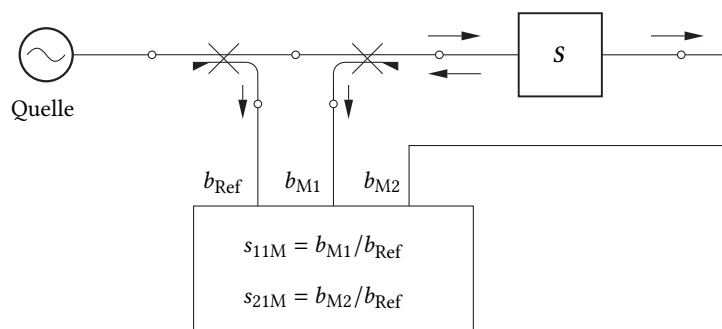 s
Quelle
b_Ref b_M1 b_M2
s_11M = b_M1/b_Ref
s_21M = b_M2/b_Ref